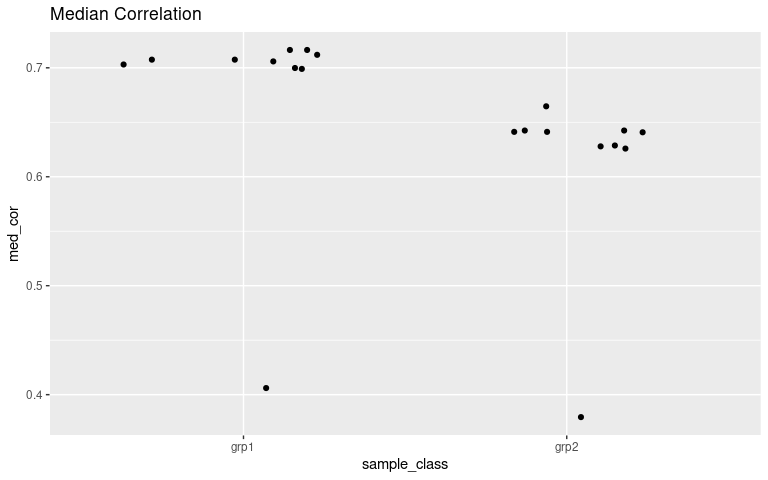 Median Correlation
0.7
0.6
0.5
0.4
med_cor
grp1
grp2
sample_class